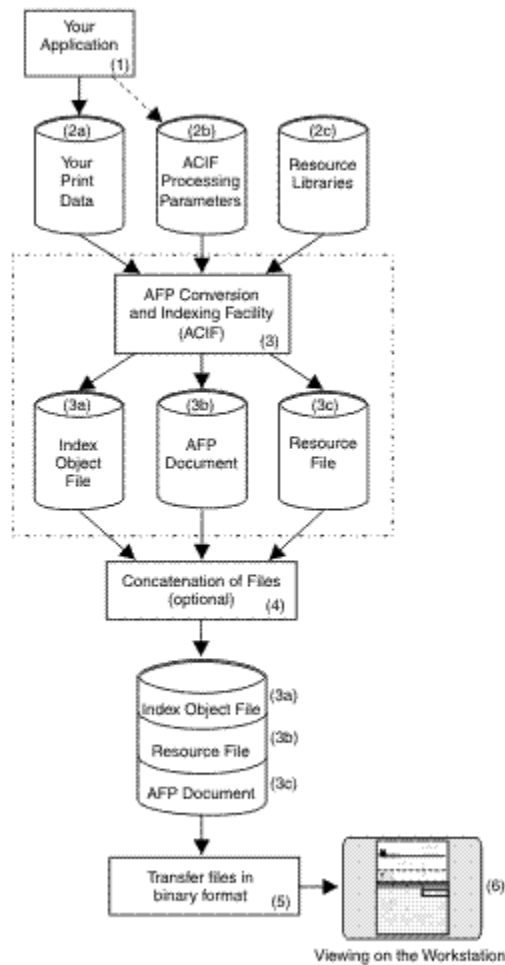 Your
Application
(1)
(2a)
Your
Print
Data
(2b)
ACIF
Processing
Parameters
(2c)
Resource
Libraries
AFP Conversion
and Indexing Facility
(ACIF)
(3)
(3a)
Index
Object
File
(3b)
AFP
Document
(3c)
Resource
File
Concatenation of Files
(optional)
(4)
Index Object File
(3a)
Resource File
(3b)
AFP Document
(3c)
Transfer files in
binary format
(5)
(6)
Viewing on the Workstation